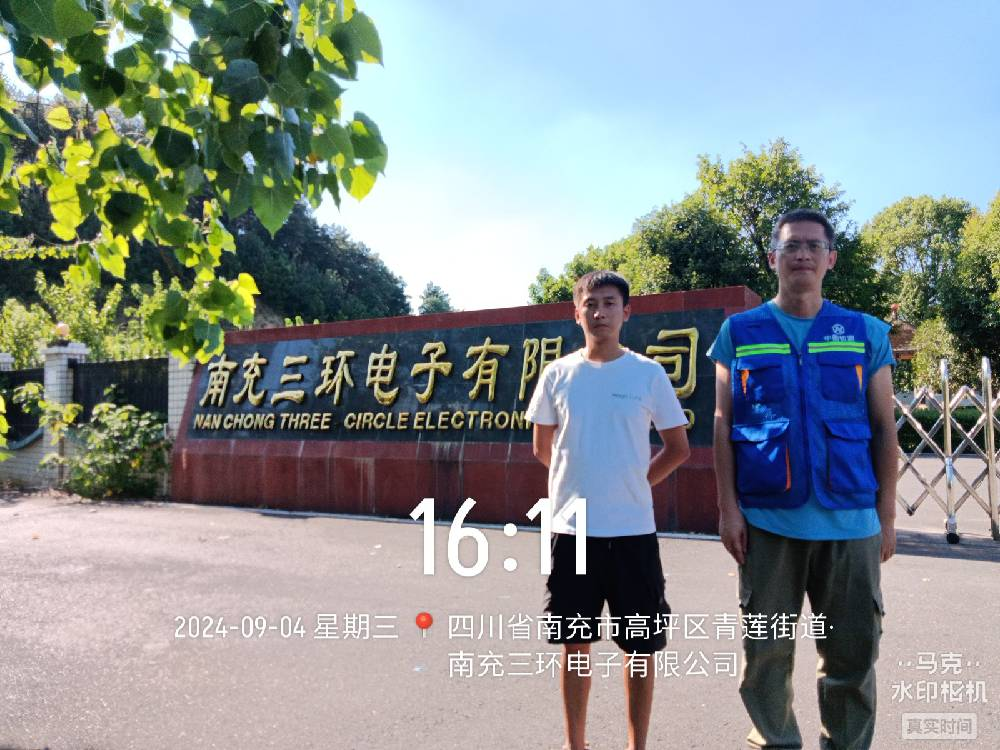 南充三环电子有限
司
NAN CHONG THREE CIRCLE ELECTRON
16:11
2024-09-04 星期三 四川省南充市高坪区青莲街道·
南充三环电子有限公司
马克
水印相机
真实时间